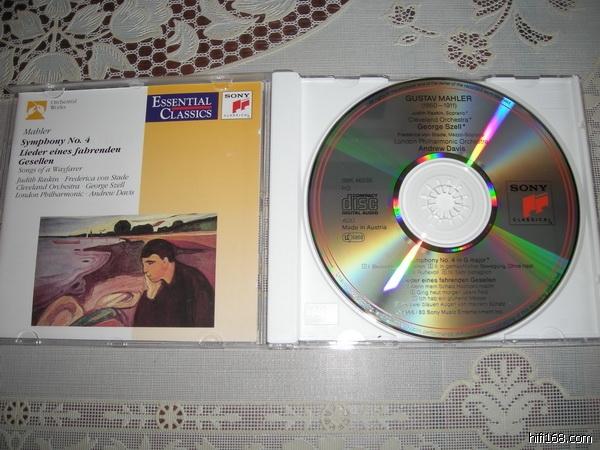 Orchestral
Works
ESSENTIAL
CLASSICS
SONY
CLASSICAL
Mahler
Symphony No. 4
Lieder eines fahrenden
Gesellen
Songs of a Wayfarer
Judith Raskin · Frederica von Stade
Cleveland Orchestra · George Szell
London Philharmonic · Andrew Davis
GUSTAV MAHLER
(1860–1911)
Judith Raskin, Soprano*
Cleveland Orchestra*
George Szell*
Frederica von Stade, Mezzo-Soprano
London Philharmonic Orchestra
Andrew Davis
COMPACT
disc
DIGITAL AUDIO
Made in Austria
SONY
CLASSICAL
Symphony No. 4 in G major*
Lieder eines fahrenden Gesellen
hifi168.com